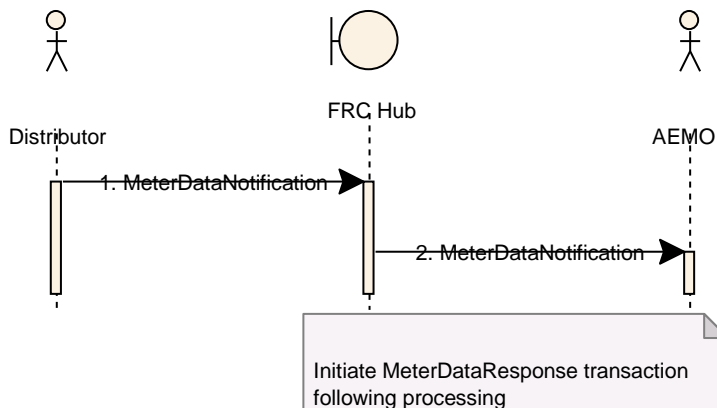 FRC Hub
Distributor
AEMO
1. MeterDataNotification
2. MeterDataNotification
Initiate MeterDataResponse transaction
following processing